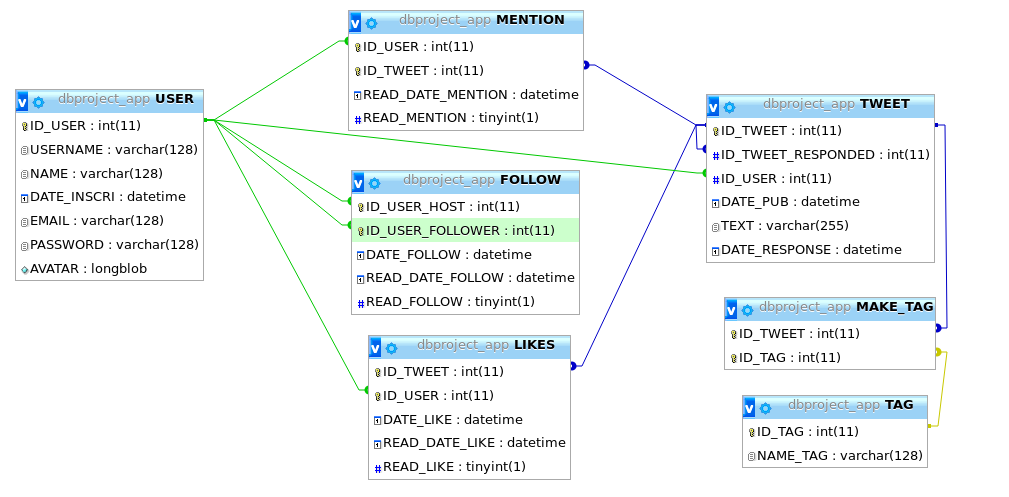 dbproject_app MENTION
ID_USER : int(11)
ID_TWEET : int(11)
READ_DATE_MENTION : datetime
READ_MENTION : tinyint(1)
dbproject_app USER
ID_USER : int(11)
USERNAME : varchar(128)
NAME : varchar(128)
DATE_INSCRI : datetime
EMAIL : varchar(128)
PASSWORD : varchar(128)
AVATAR : longblob
dbproject_app TWEET
ID_TWEET : int(11)
ID_TWEET_RESPONDED : int(11)
ID_USER : int(11)
DATE_PUB : datetime
TEXT : varchar(255)
DATE_RESPONSE : datetime
dbproject_app FOLLOW
ID_USER_HOST : int(11)
ID_USER_FOLLOWER : int(11)
DATE_FOLLOW : datetime
READ_DATE_FOLLOW : datetime
READ_FOLLOW : tinyint(1)
dbproject_app MAKE_TAG
ID_TWEET : int(11)
ID_TAG : int(11)
dbproject_app LIKES
ID_TWEET : int(11)
ID_USER : int(11)
DATE_LIKE : datetime
READ_DATE_LIKE : datetime
READ_LIKE : tinyint(1)
dbproject_app TAG
ID_TAG : int(11)
NAME_TAG : varchar(128)